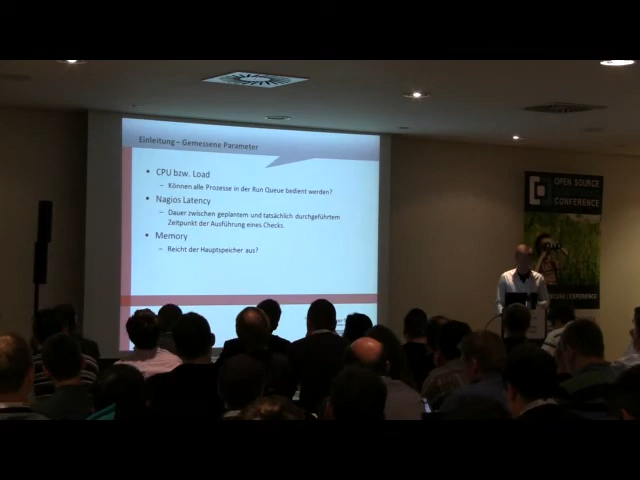 Einleitung – Gemessene Parameter
• CPU bzw. Load
– Können alle Prozesse in der Run Queue bedient werden?
• Nagios Latency
– Dauer zwischen geplantem und tatsächlich durchgeführtem
Zeitpunkt der Ausführung eines Checks.
• Memory
– Reicht der Hauptspeicher aus?
OPEN SOURCE
CONFERENCE
EXPERIENCE